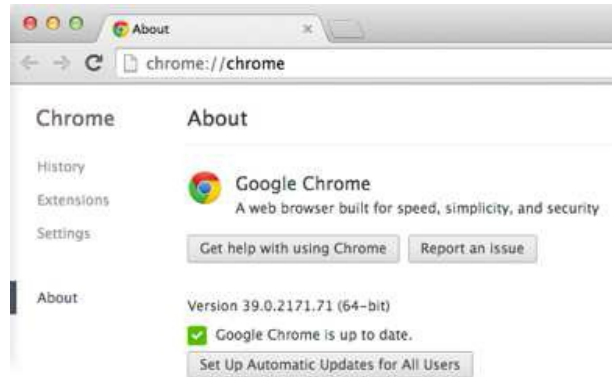 About
chrome://chrome
Chrome
About
History
Extensions
Settings
About
Google Chrome
A web browser built for speed, simplicity, and security
Get help with using Chrome
Report an Issue
Version 39.0.2171.71 (64-bit)
Google Chrome is up to date.
Set Up Automatic Updates for All Users